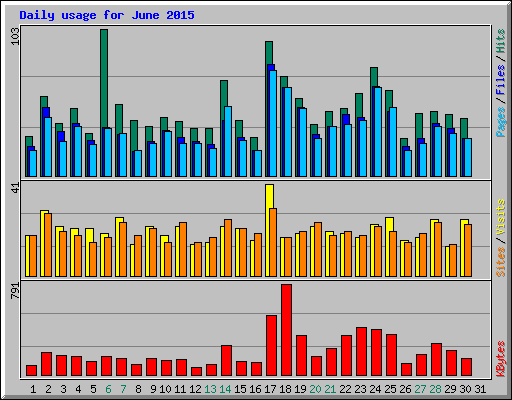 Daily usage for June 2015
103
41
791
Pages / Files / Hits
Sites / Visits
KBytes
1 2 3 4 5 6 7 8 9 10 11 12 13 14 15 16 17 18 19 20 21 22 23 24 25 26 27 28 29 30 31